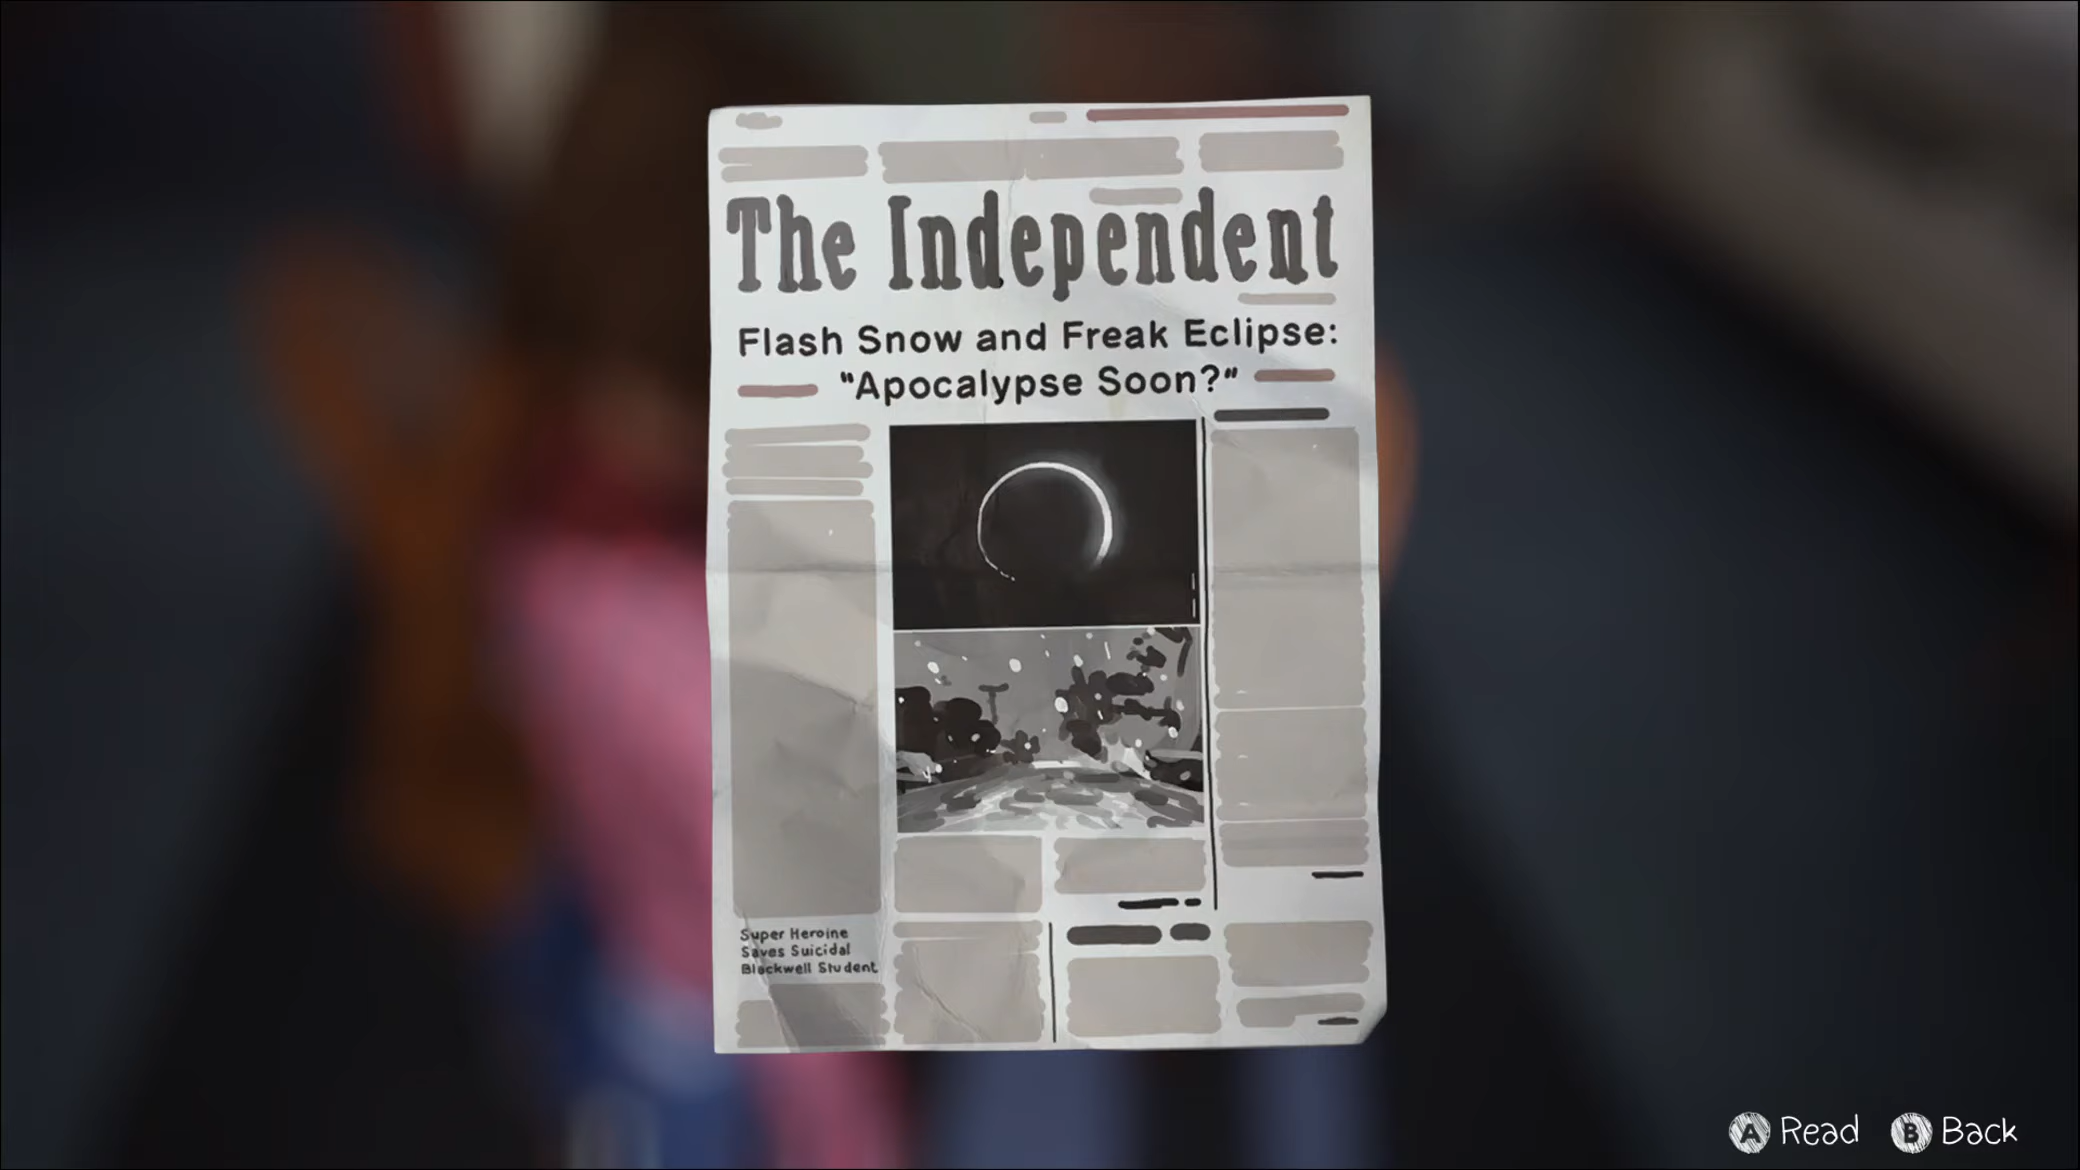 The Independent
Flash Snow and Freak Eclipse:
"Apocalypse Soon?"
Super Heroine
Saves Suicidal
Blackwell Student
A Read B Back